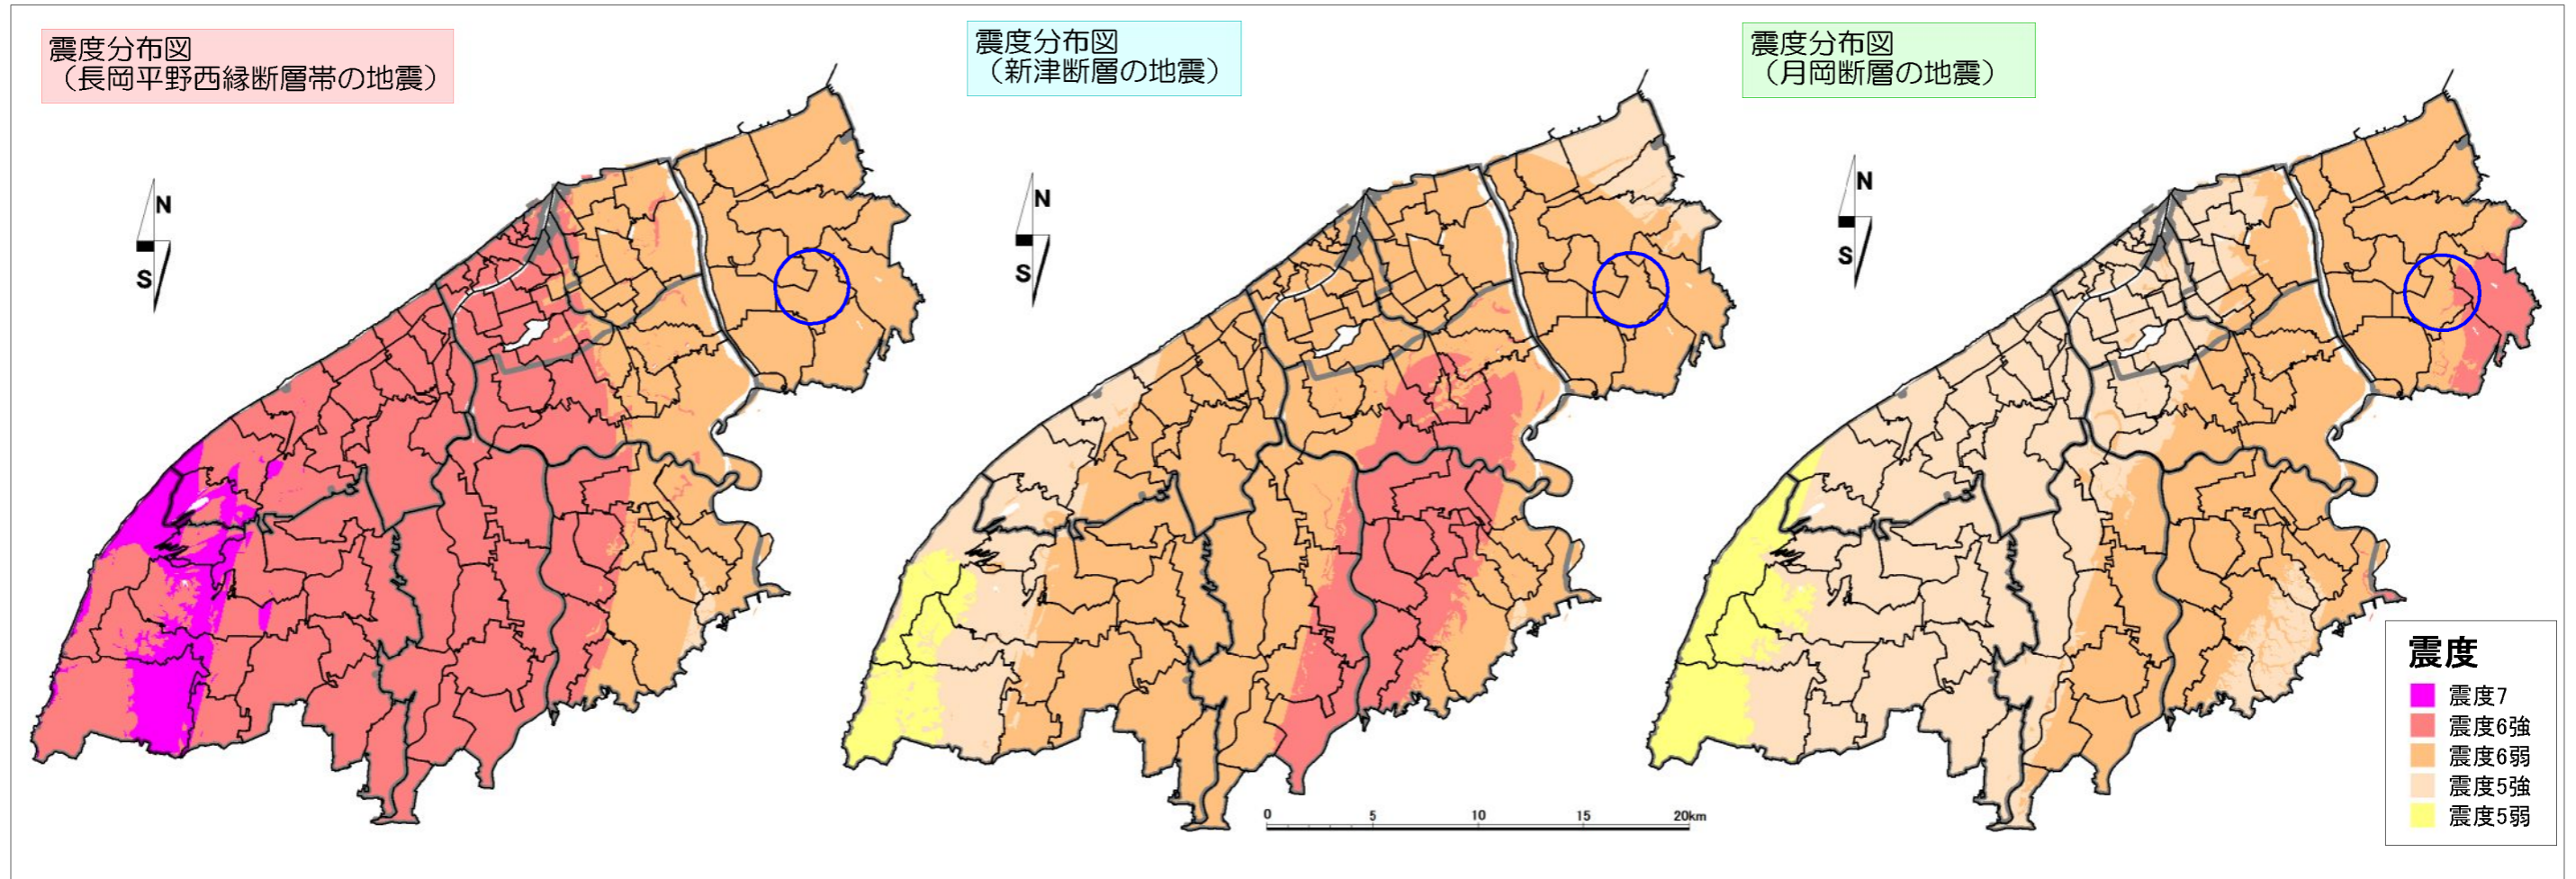 震度分布図
（長岡平野西縁断層帯の地震）
震度分布図
（新津断層の地震）
震度分布図
（月岡断層の地震）
N
S
N
S
N
S
0 5 10 15 20km
震度
震度7
震度6強
震度6弱
震度5強
震度5弱